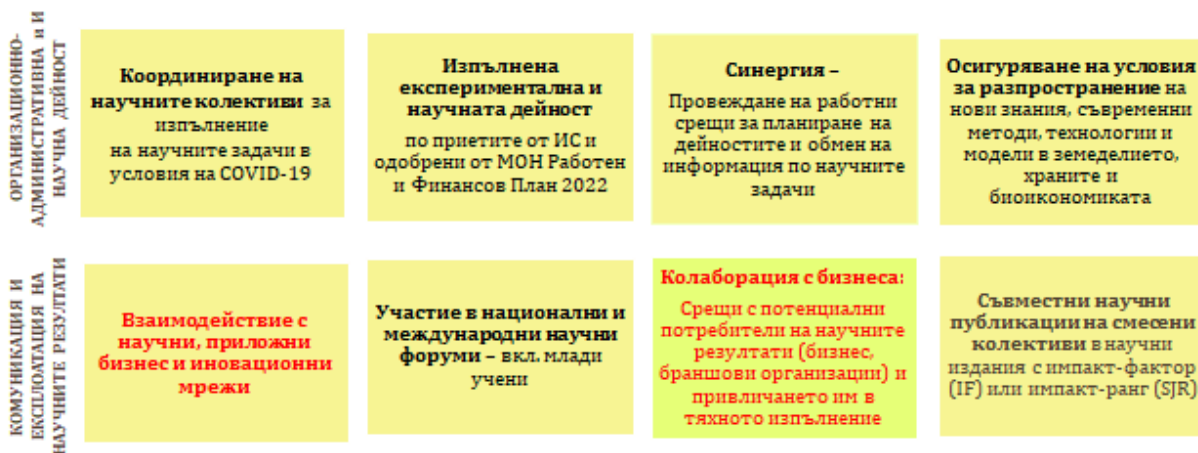 ОРГАНИЗАЦИОННО-
АДМИНИСТРАТИВНА и И
НАУЧНА ДЕЙНОСТ
Координиране на
научните колективи за
изпълнение
на научните задачи в
условия на COVID-19
Изпълнена
експериментална и
научната дейност
по приетите от ИС и
одобрени от МОН Работен
и Финансов План 2022
Синергия –
Провеждане на работни
срещи за планиране на
дейностите и обмен на
информация по научните
задачи
Осигуряване на условия
за разпространение на
нови знания, съвременни
методи, технологии и
модели в земеделието,
храните и
биоикономиката
КОМУНИКАЦИЯ И
ЕКСПЛОАТАЦИЯ НА
НАУЧНИТЕ РЕЗУЛТАТИ
Взаимодействие с
научни, приложни
бизнес и иновационни
мрежи
Участие в национални и
международни научни
форуми – вкл. млади
учени
Колаборация с бизнеса:
Срещи с потенциални
потребители на научните
резултати (бизнес,
браншови организации) и
привличането им в
тяхното изпълнение
Съвместни научни
публикации на смесени
колективи в научни
издания с импакт-фактор
(IF) или импакт-ранг (SJR)